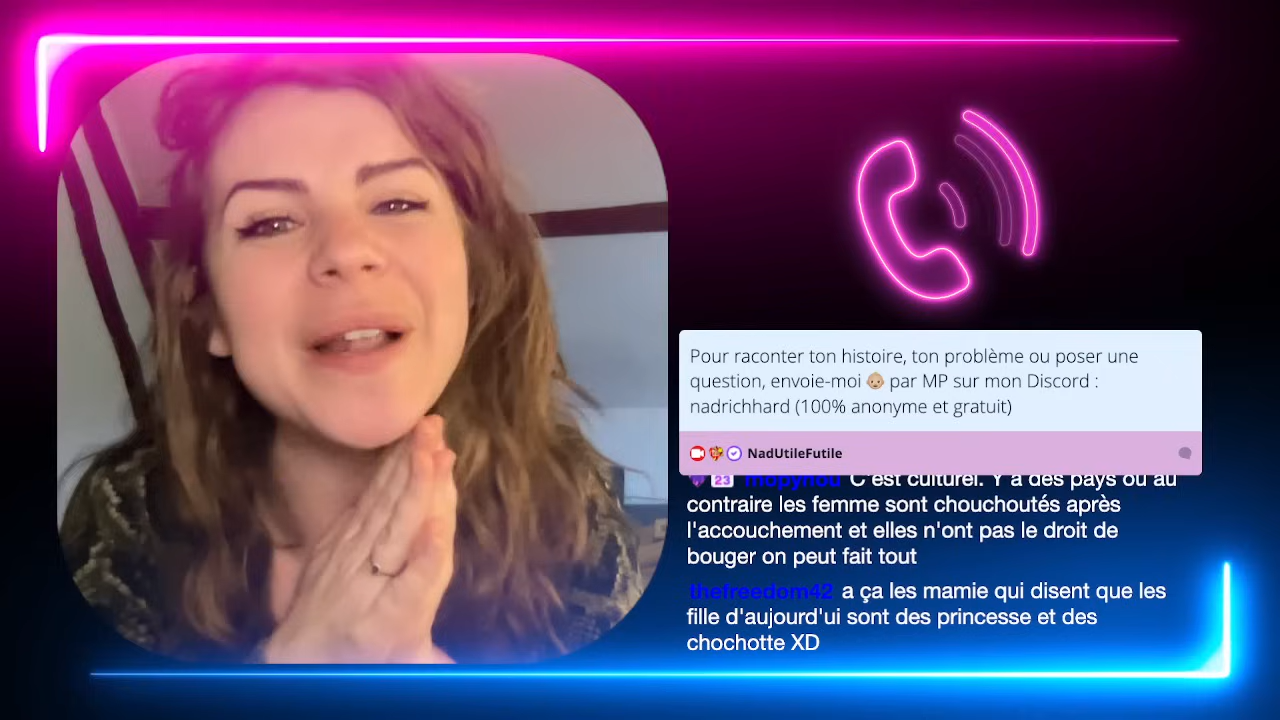 Pour raconter ton histoire, ton problème ou poser une
question, envoie-moi 👶🏼 par MP sur mon Discord :
nadrichhard (100% anonyme et gratuit)
NadUtileFutile
23 mopynou C'est culturel. Y a des pays où au
contraire les femme sont chouchoutés après
l'accouchement et elles n'ont pas le droit de
bouger on peut fait tout
thefreedom42 a ça les mamie qui disent que les
fille d'aujourd'ui sont des princesse et des
chochotte XD